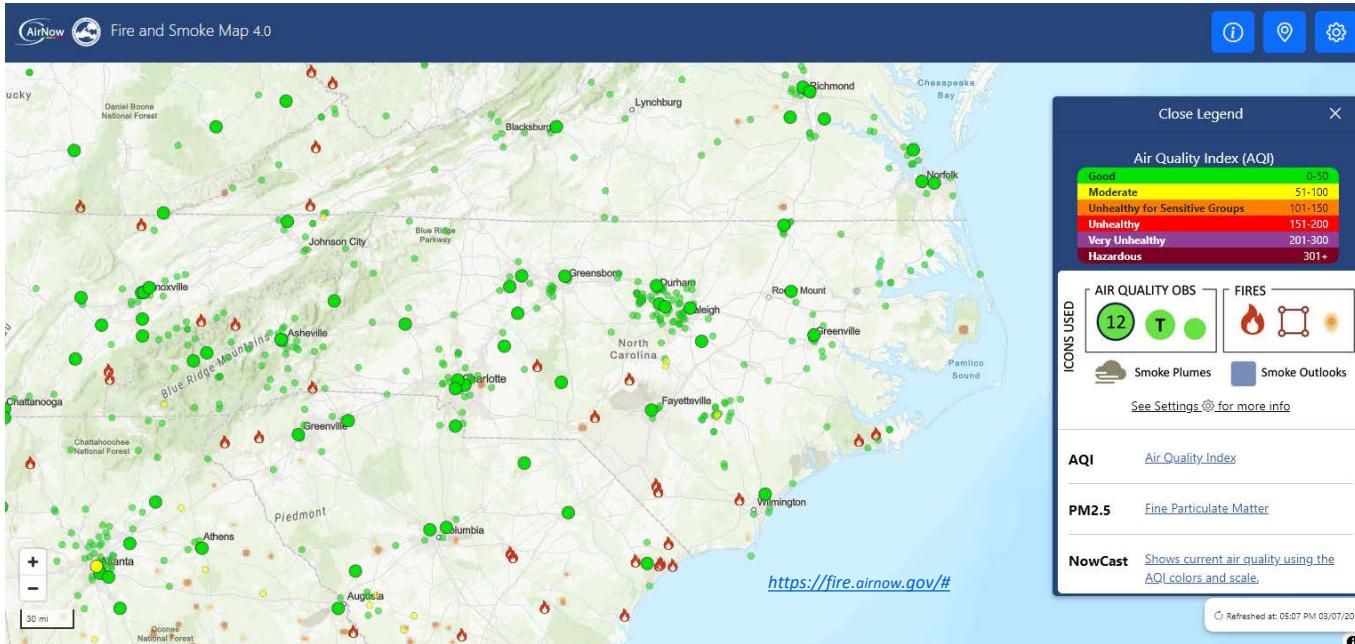 AirNow
Fire and Smoke Map 4.0
ucky
Daniel Boone
National Forest
Lynchburg
Richmond
Chesapeake
Bay
Blacksburg
Norfolk
Johnson City
Blue Ridge
Parkway
Greensboro
Durham
Raleigh
Rocky Mount
Knoxville
Asheville
Greenville
North
Carolina
Pamlico
Sound
Blue Ridge Mountains
Charlotte
Chattanooga
Fayetteville
Greenville
Chattahoochee
National Forest
Wilmington
Piedmont
Athens
Columbia
Atlanta
Augusta
Oconee
National Forest
+
−
30 mi
https://fire.airnow.gov/#
Close Legend
Air Quality Index (AQI)
Good 0-50
Moderate 51-100
Unhealthy for Sensitive Groups 101-150
Unhealthy 151-200
Very Unhealthy 201-300
Hazardous 301+
ICONS USED
AIR QUALITY OBS
FIRES
12
T
Smoke Plumes
Smoke Outlooks
See Settings for more info
AQI Air Quality Index
PM2.5 Fine Particulate Matter
NowCast Shows current air quality using the
AQI colors and scale.
Refreshed at: 05:07 PM 03/07/20